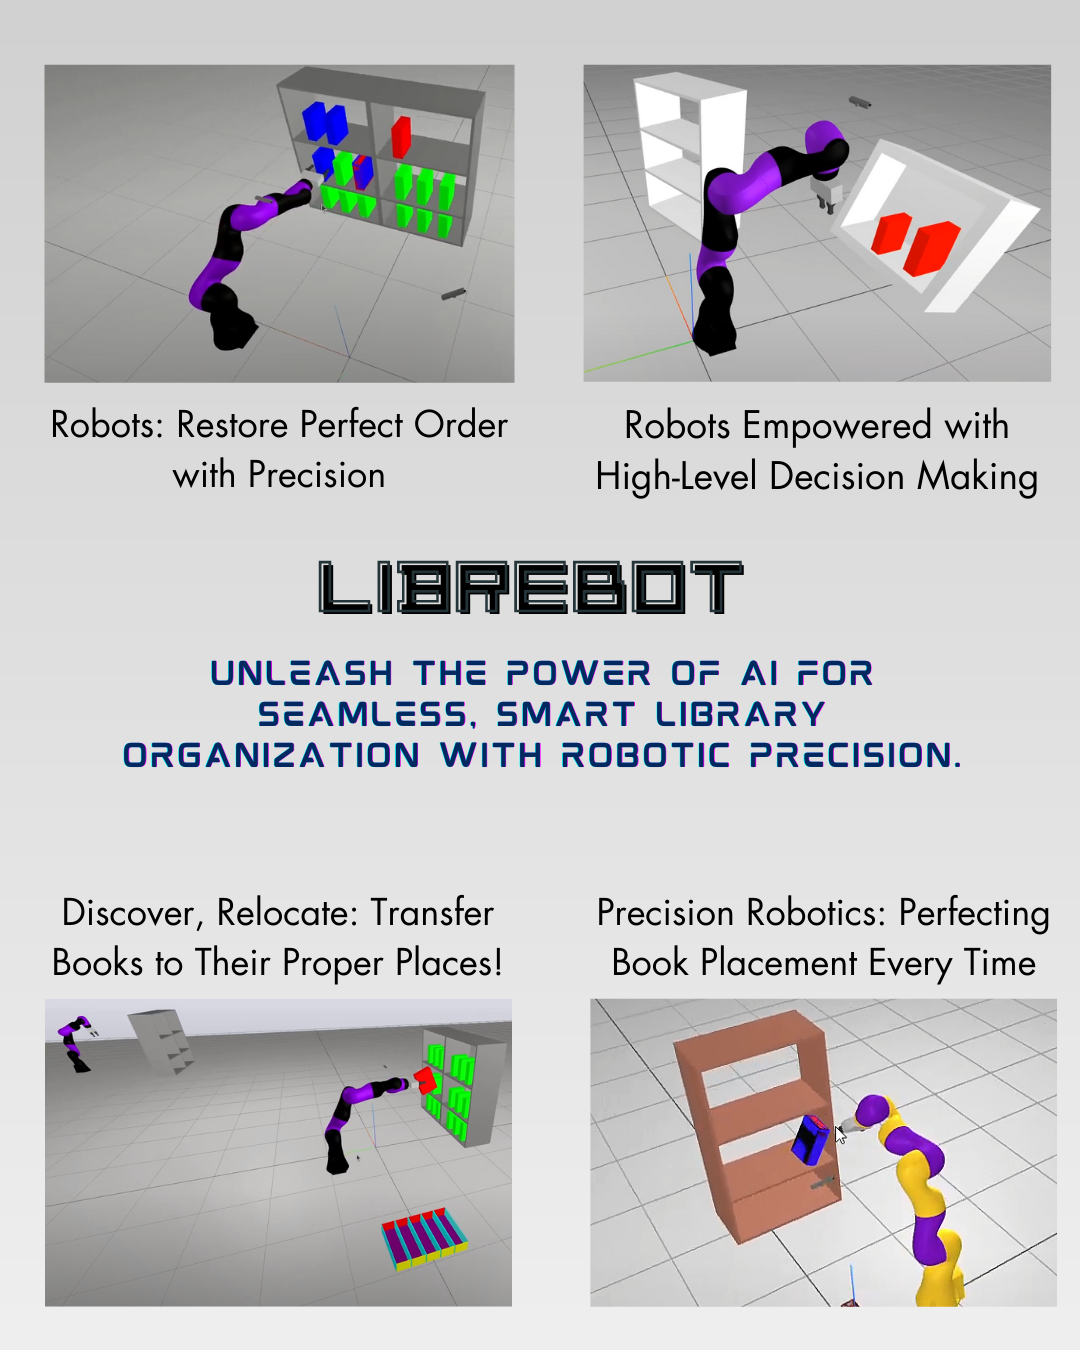 Robots: Restore Perfect Order
with Precision
Robots Empowered with
High-Level Decision Making
LIBREBOT
UNLEASH THE POWER OF AI FOR
SEAMLESS, SMART LIBRARY
ORGANIZATION WITH ROBOTIC PRECISION.
Discover, Relocate: Transfer
Books to Their Proper Places!
Precision Robotics: Perfecting
Book Placement Every Time